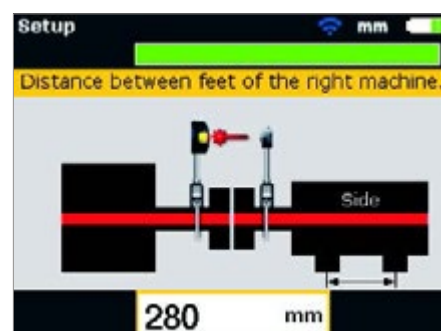 Setup mm
Distance between feet of the right machine.
Side
280 mm